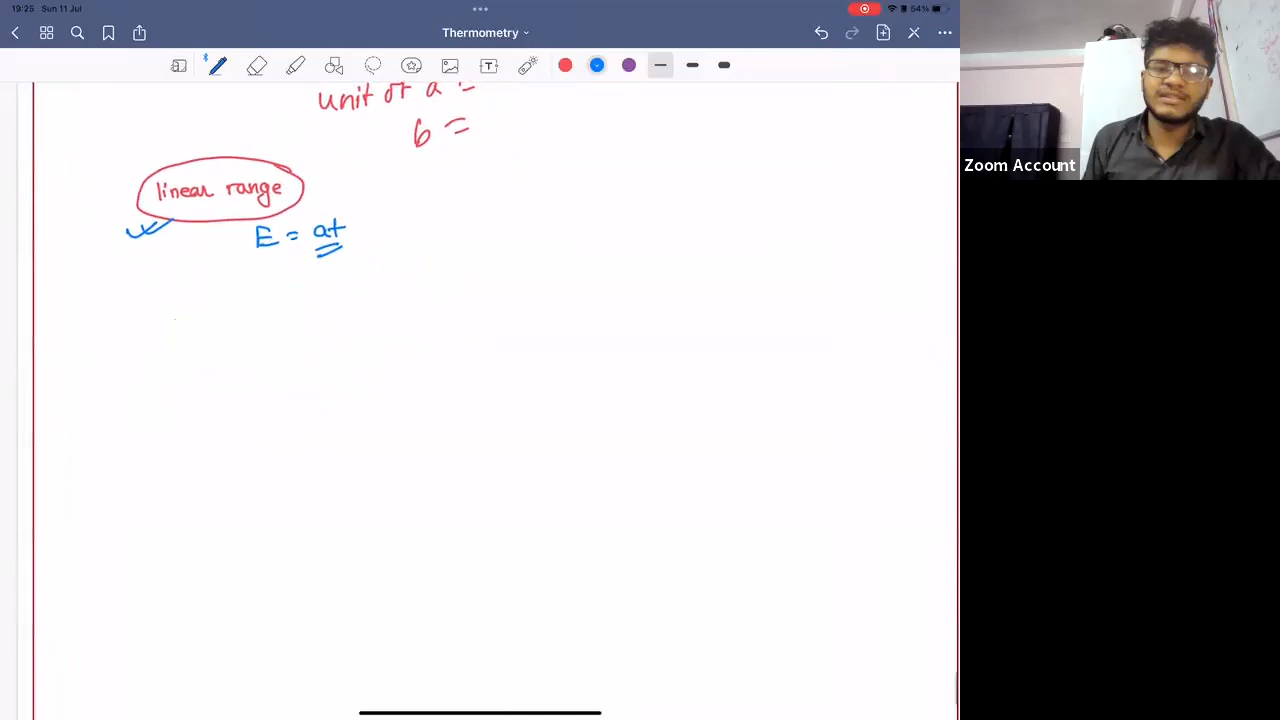 19:25 Sun 11 Jul
54%
Thermometry
T
unit of a =
b =
linear range
E = at
Zoom Account